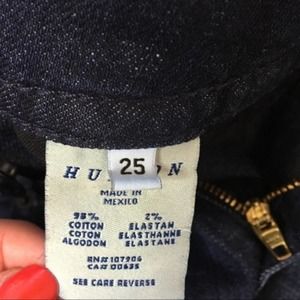 HU 25 N
MADE IN
MEXICO
98% 2%
COTTON ELASTAN
COTON ELASTHANNE
ALGODON ELASTANE
RN# 107906
CA# 00635
SEE CARE REVERSE